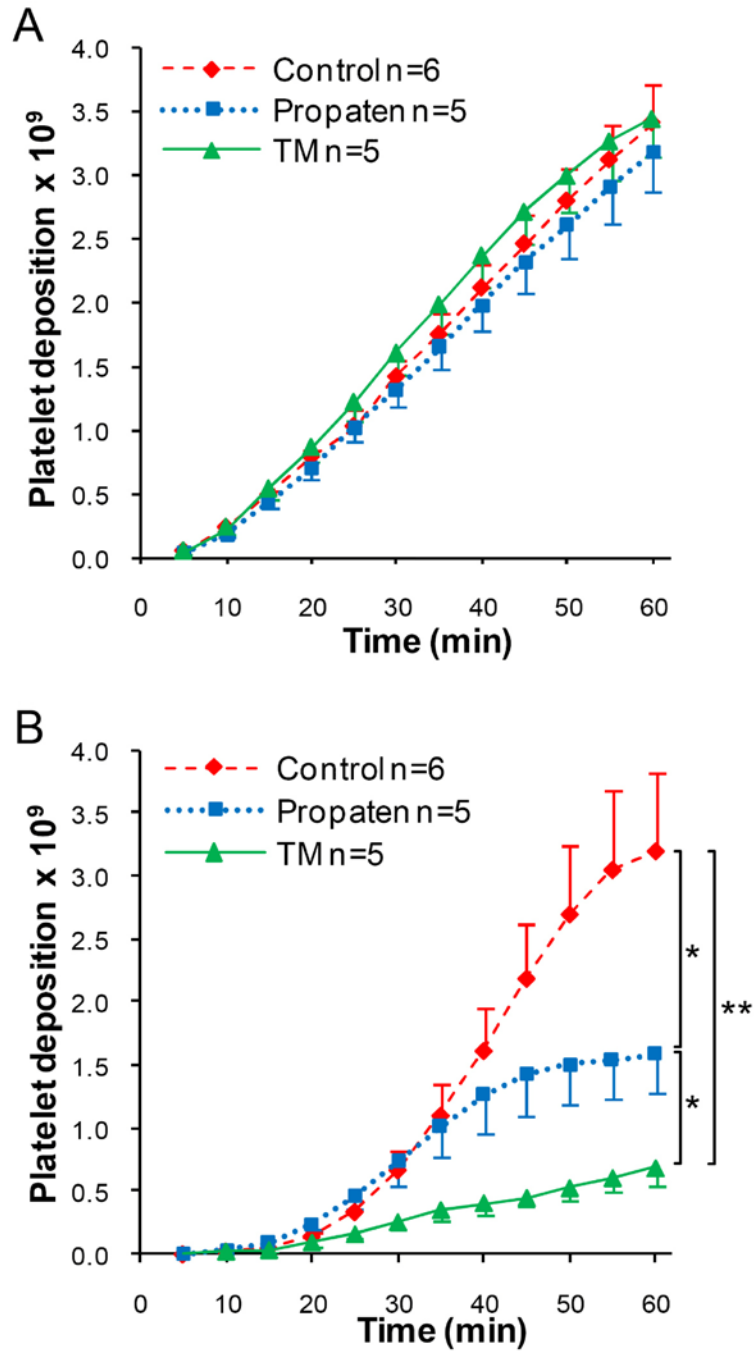 A
Platelet deposition x 10⁹
4.0
3.5
3.0
2.5
2.0
1.5
1.0
0.5
0.0
Control n=6
Propaten n=5
TM n=5
0 10 20 30 40 50 60
Time (min)
B
Platelet deposition x 10⁹
4.0
3.5
3.0
2.5
2.0
1.5
1.0
0.5
0.0
Control n=6
Propaten n=5
TM n=5
*
**
*
0 10 20 30 40 50 60
Time (min)